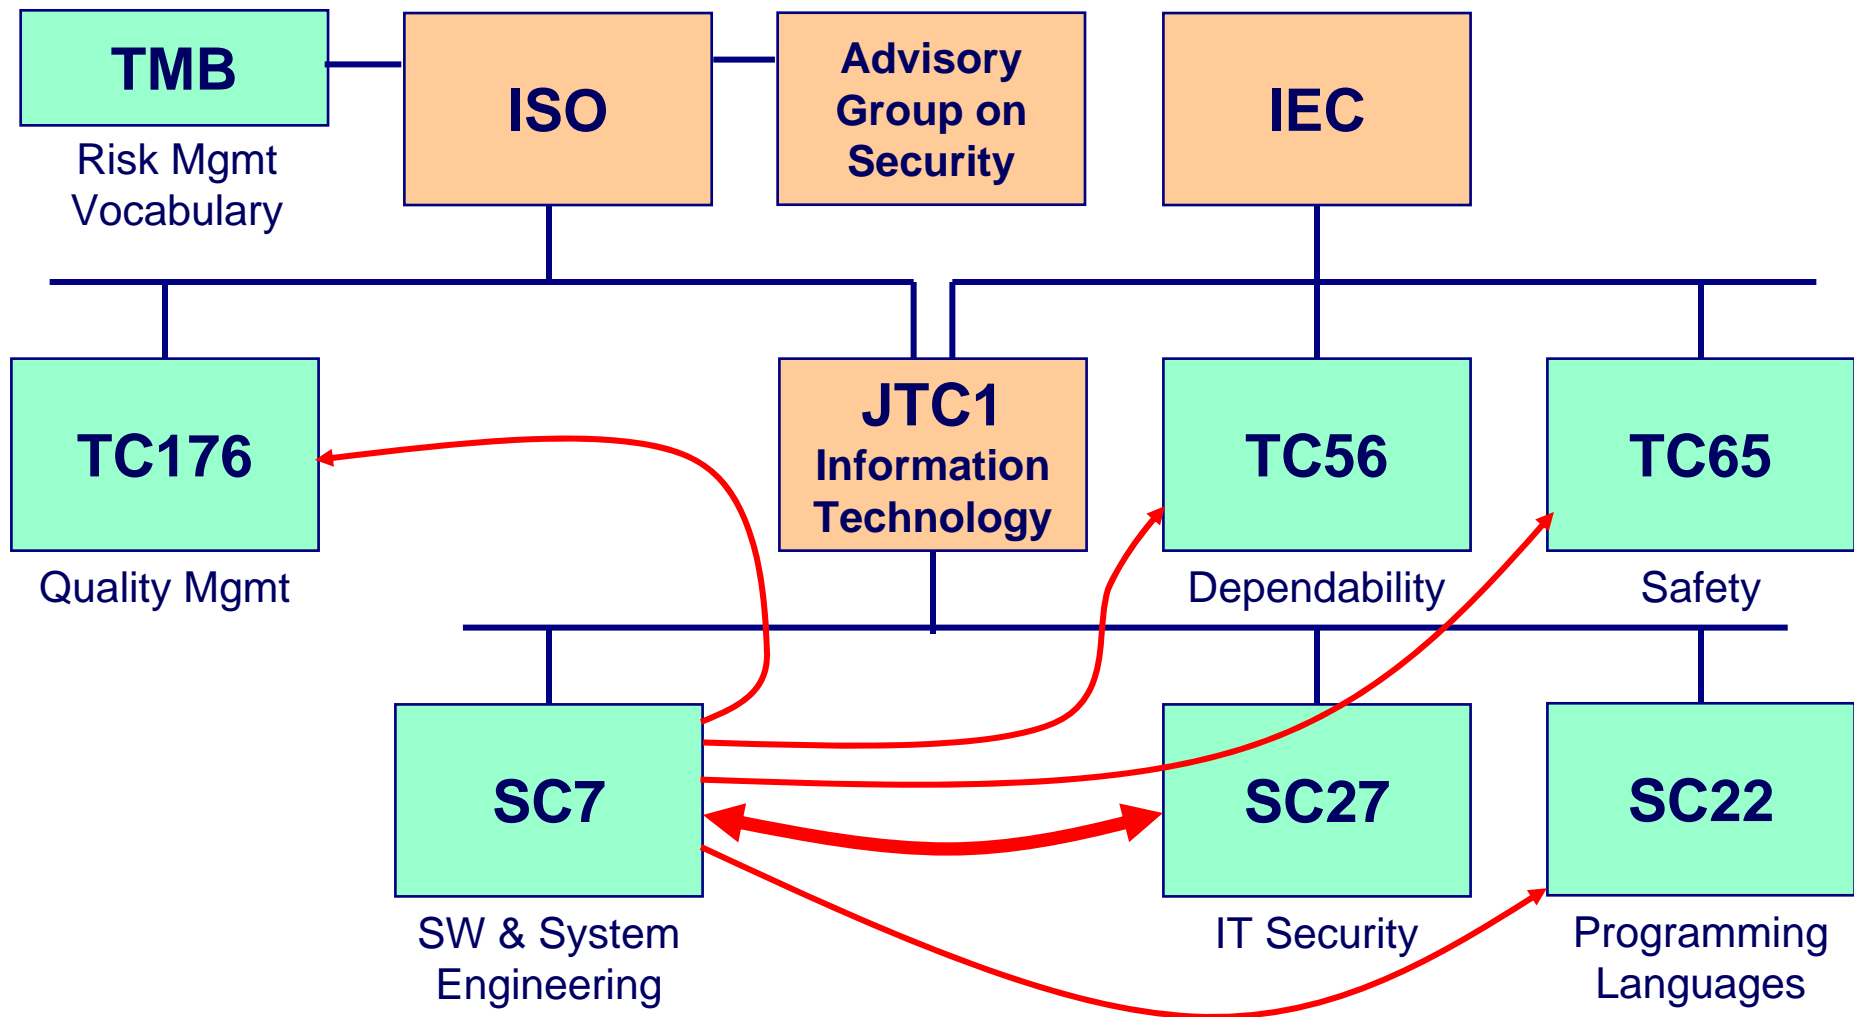 TMB
Risk Mgmt
Vocabulary
ISO
Advisory
Group on
Security
IEC
TC176
Quality Mgmt
JTC1
Information
Technology
TC56
Dependability
TC65
Safety
SC7
SW & System
Engineering
SC27
IT Security
SC22
Programming
Languages